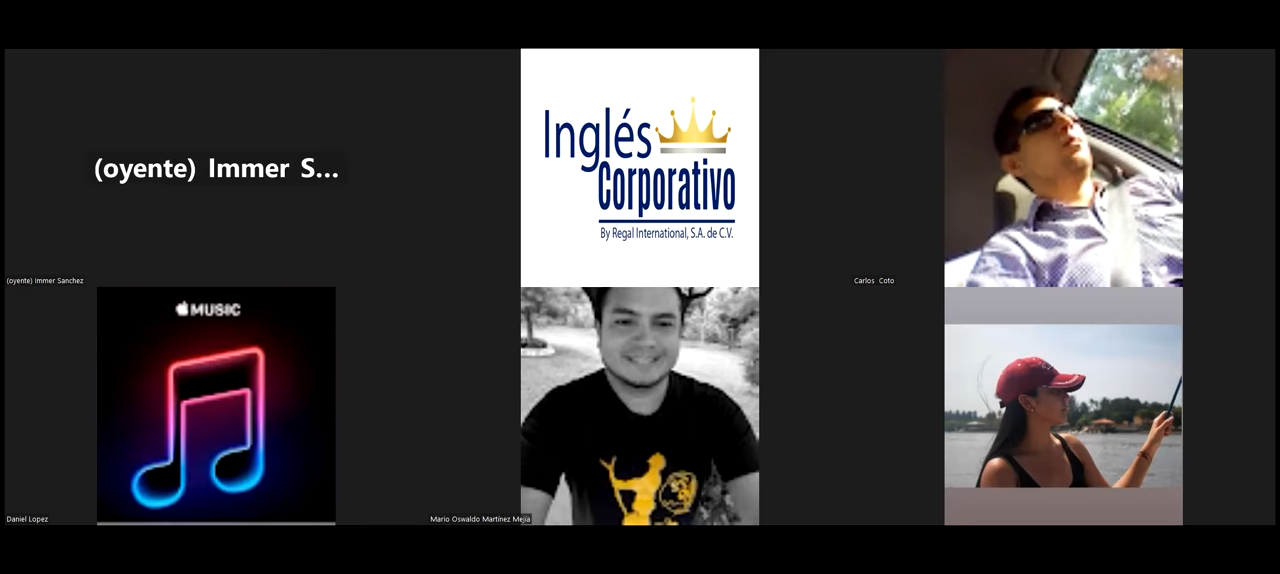 (oyente) Immer S...
(oyente) Immer Sanchez
Inglés
Corporativo
By Regal International, S.A. de C.V.
Carlos Coto
MUSIC
Daniel Lopez
Mario Oswaldo Martínez Mejía